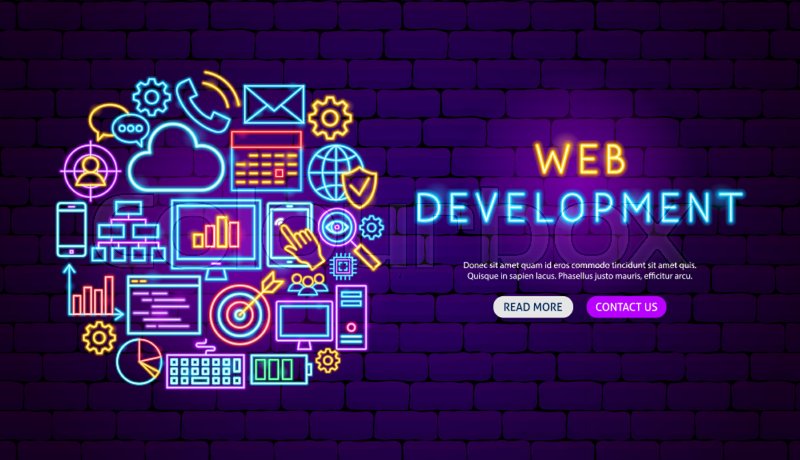 WEB
DEVELOPMENT
Donec sit amet quam id eros commodo tincidunt sit amet quis.
Quisque in sapien lacus. Phasellus justo mauris, efficitur arcu.
READ MORE
CONTACT US